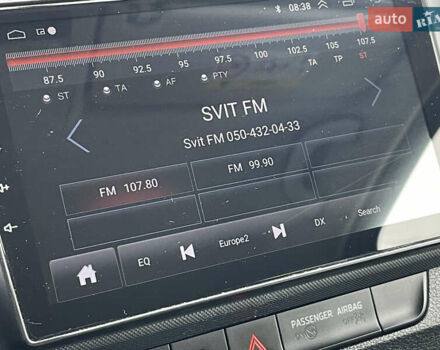 08:38
auto RIA
87.5 90 92.5 95 97.5 100 102.5 105 107.5
ST TA AF PTY TA TP ST
SVIT FM
Svit FM 050-432-04-33
FM 107.80 FM 99.90
EQ Europe2 DX Search
PASSENGER AIRBAG